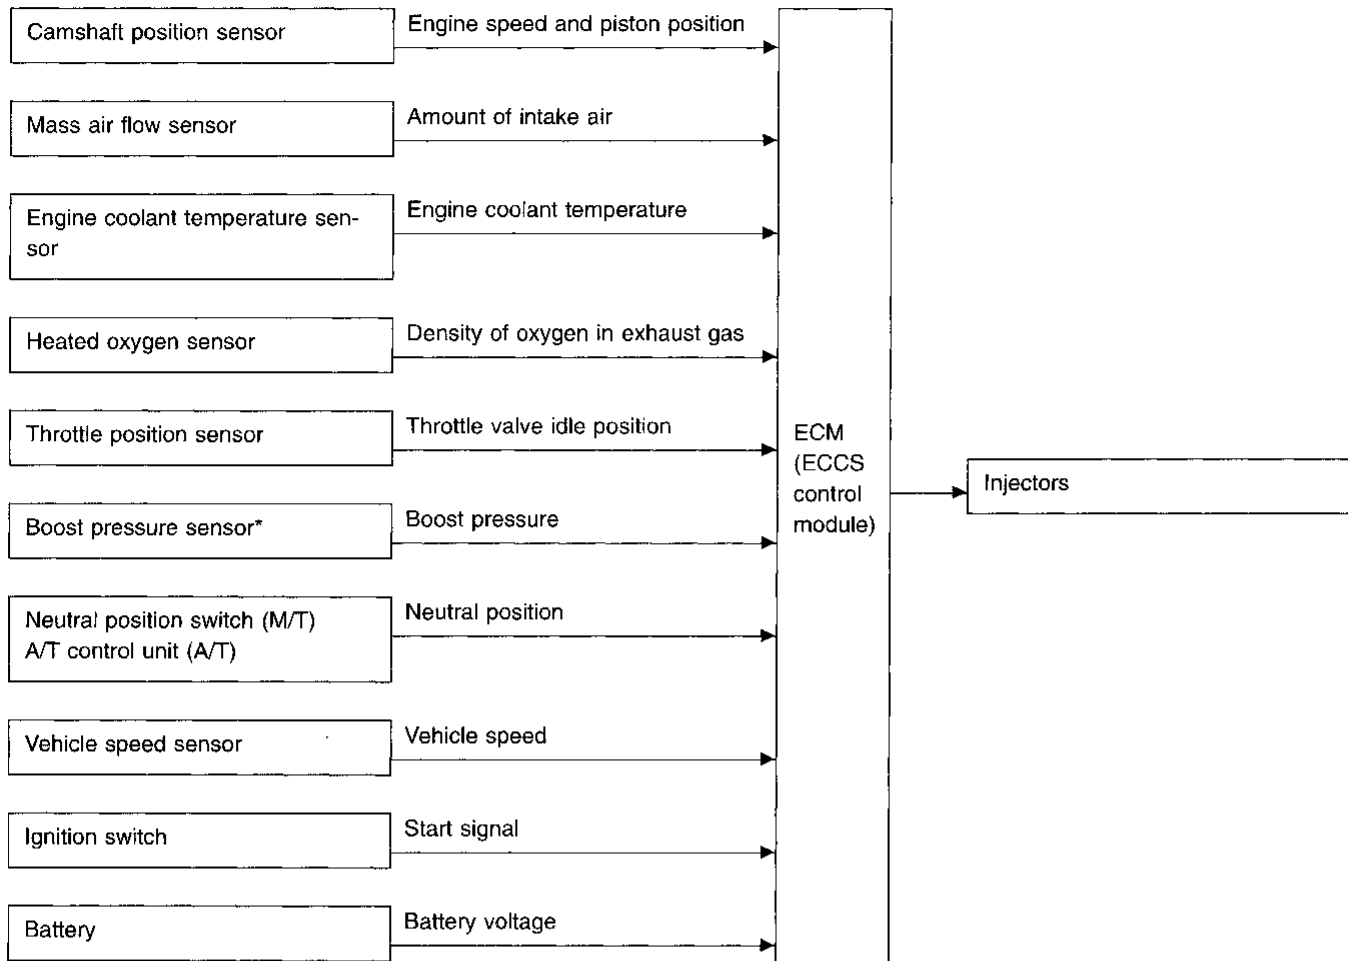 Camshaft position sensor
Engine speed and piston position
Mass air flow sensor
Amount of intake air
Engine coolant temperature sen-
sor
Engine coolant temperature
Heated oxygen sensor
Density of oxygen in exhaust gas
Throttle position sensor
Throttle valve idle position
Boost pressure sensor*
Boost pressure
Neutral position switch (M/T)
A/T control unit (A/T)
Neutral position
Vehicle speed sensor
Vehicle speed
Ignition switch
Start signal
Battery
Battery voltage
ECM
(ECCS
control
module)
Injectors